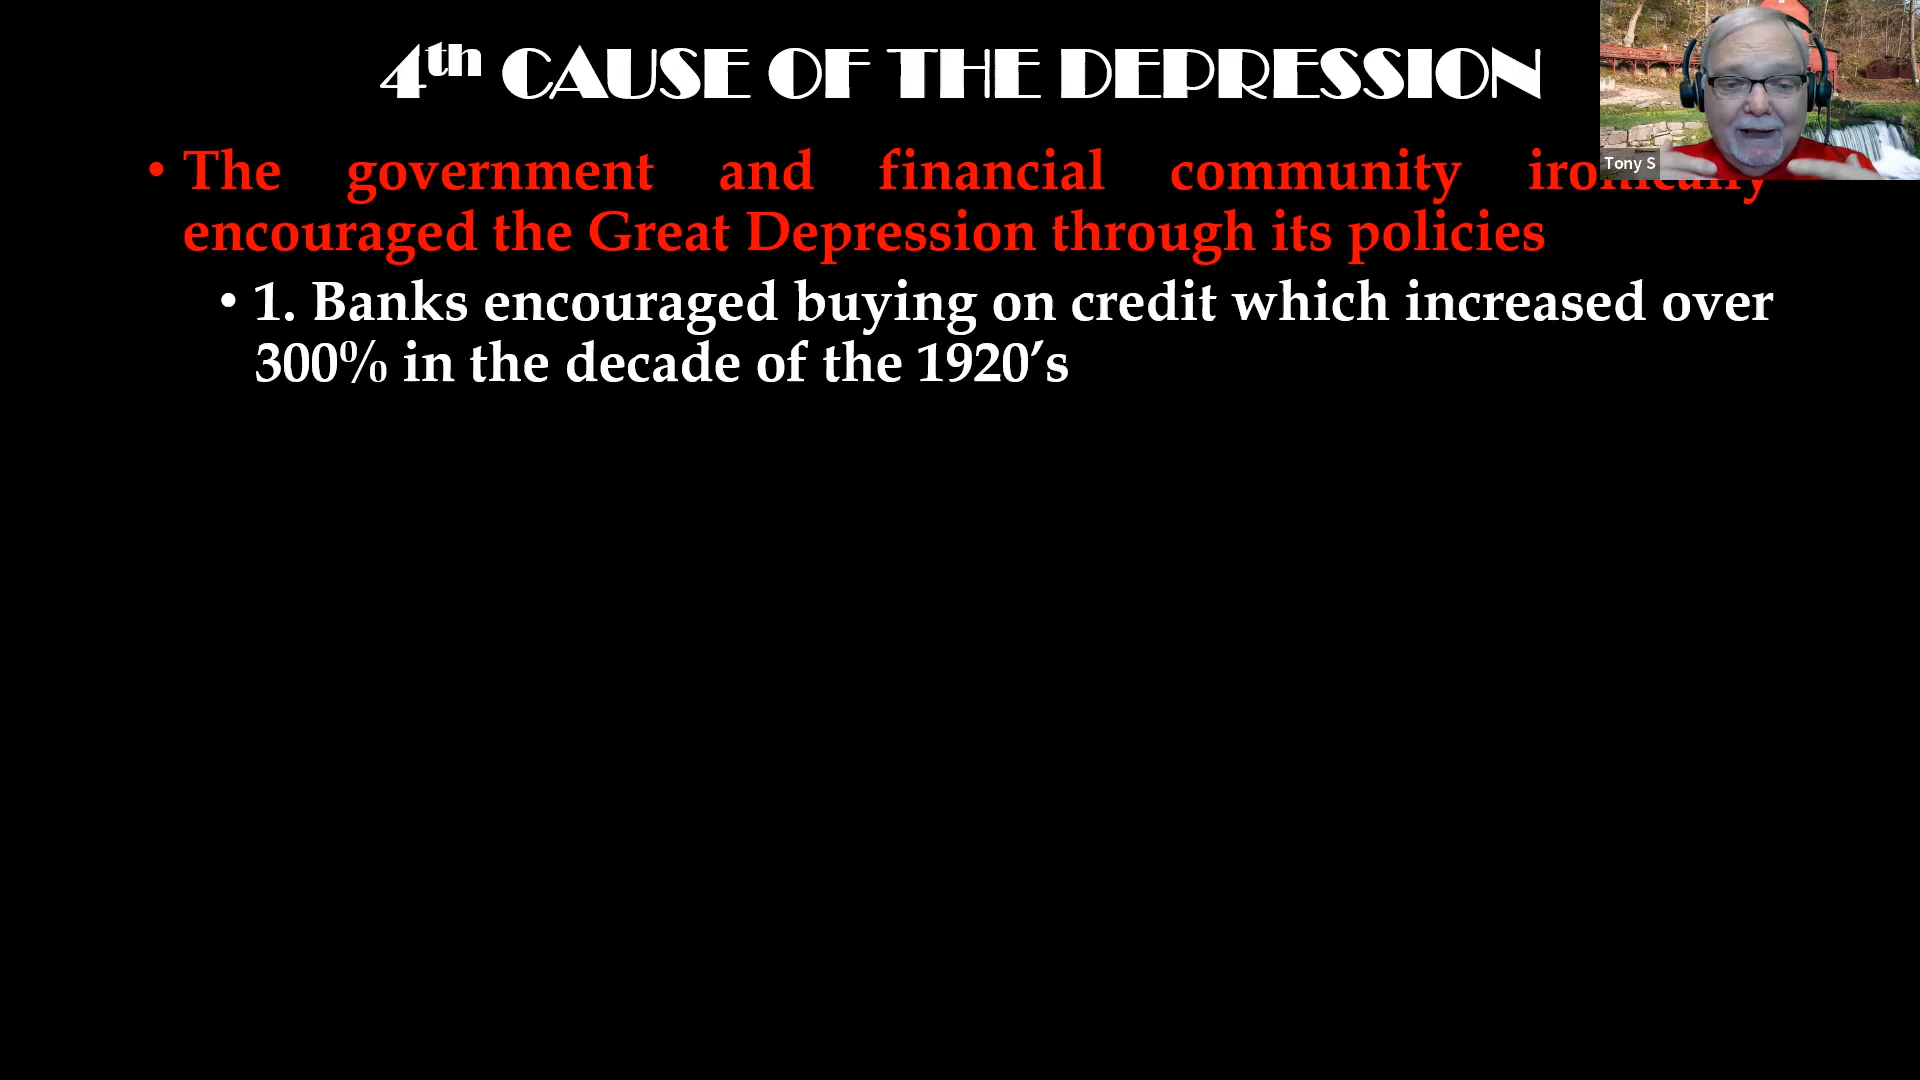 4th CAUSE OF THE DEPRESSION
• The government and financial community ironically
encouraged the Great Depression through its policies
• 1. Banks encouraged buying on credit which increased over
300% in the decade of the 1920’s
Tony S